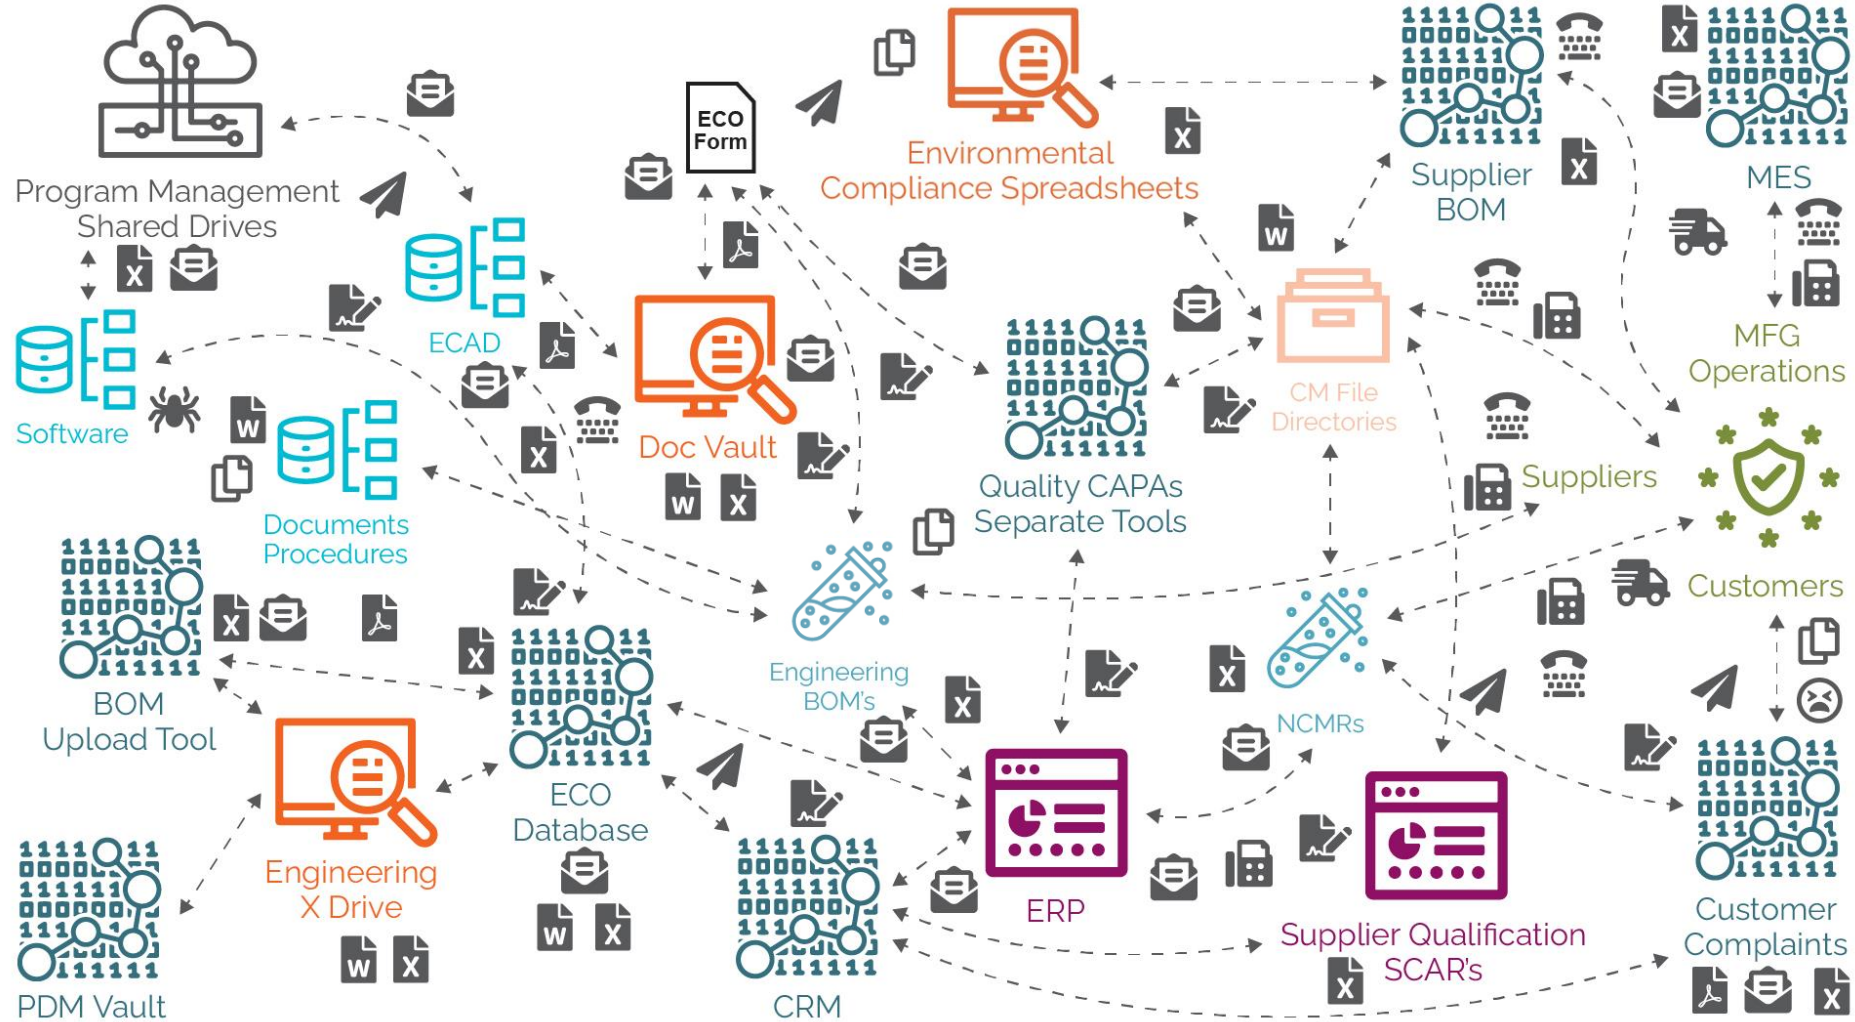 ECO
Form
Environmental
Compliance Spreadsheets
Supplier
BOM
MES
Program Management
Shared Drives
ECAD
Software
Documents
Procedures
Doc Vault
Quality CAPAs
Separate Tools
CM File
Directories
MFG
Operations
Suppliers
Customers
BOM
Upload Tool
Engineering
BOM's
NCMRs
ECO
Database
Engineering
X Drive
PDM Vault
CRM
ERP
Supplier Qualification
SCAR's
Customer
Complaints